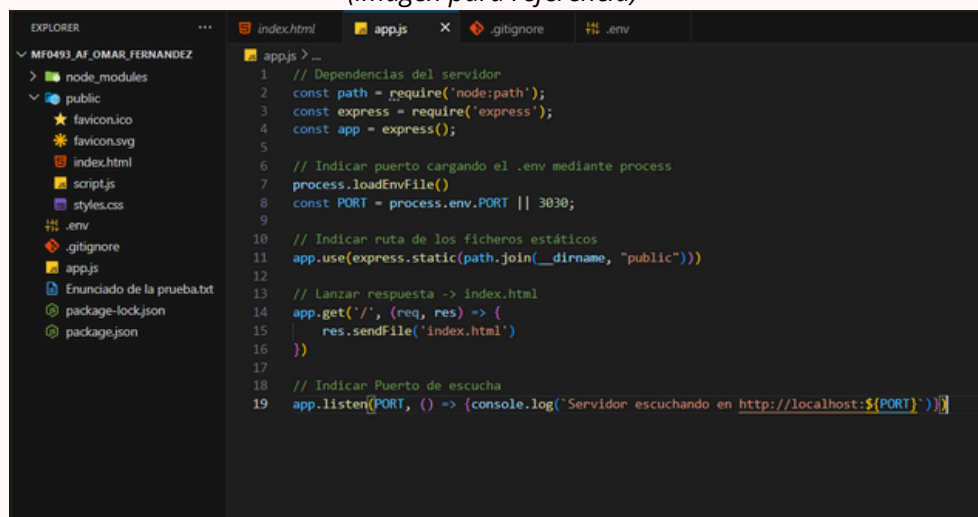 (imagen para referencia)
EXPLORER ...
MF0493_AF_OMAR_FERNANDEZ
node_modules
public
favicon.ico
favicon.svg
index.html
script.js
styles.css
.env
.gitignore
app.js
Enunciado de la prueba.txt
package-lock.json
package.json
index.html app.js × .gitignore .env
app.js > ...
1 // Dependencias del servidor
2 const path = require('node:path');
3 const express = require('express');
4 const app = express();
5
6 // Indicar puerto cargando el .env mediante process
7 process.loadEnvFile()
8 const PORT = process.env.PORT || 3030;
9
10 // Indicar ruta de los ficheros estáticos
11 app.use(express.static(path.join(__dirname, "public")))
12
13 // Lanzar respuesta -> index.html
14 app.get('/', (req, res) => {
15 res.sendFile('index.html')
16 })
17
18 // Indicar Puerto de escucha
19 app.listen(PORT, () => {console.log(`Servidor escuchando en http://localhost:${PORT}`)})